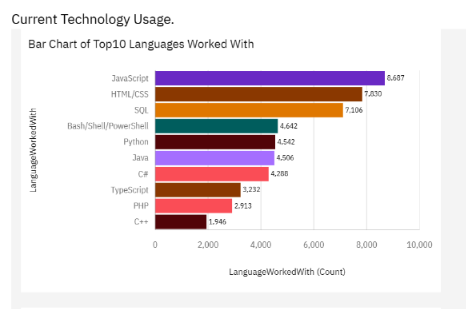 Current Technology Usage.
Bar Chart of Top10 Languages Worked With
LanguageWorkedWith
JavaScript 8,687
HTML/CSS 7,830
SQL 7,106
Bash/Shell/PowerShell 4,642
Python 4,542
Java 4,506
C# 4,288
TypeScript 3,232
PHP 2,913
C++ 1,946
0 2,000 4,000 6,000 8,000 10,000
LanguageWorkedWith (Count)